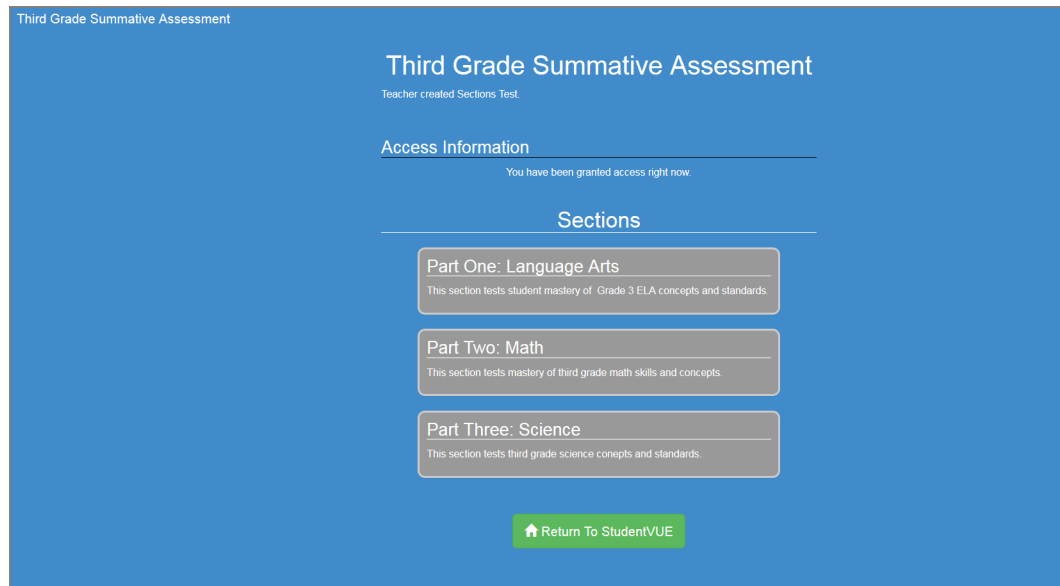 Third Grade Summative Assessment
Third Grade Summative Assessment
Teacher created Sections Test.
Access Information
You have been granted access right now.
Sections
Part One: Language Arts
This section tests student mastery of Grade 3 ELA concepts and standards.
Part Two: Math
This section tests mastery of third grade math skills and concepts.
Part Three: Science
This section tests third grade science conepts and standards.
Return To StudentVUE